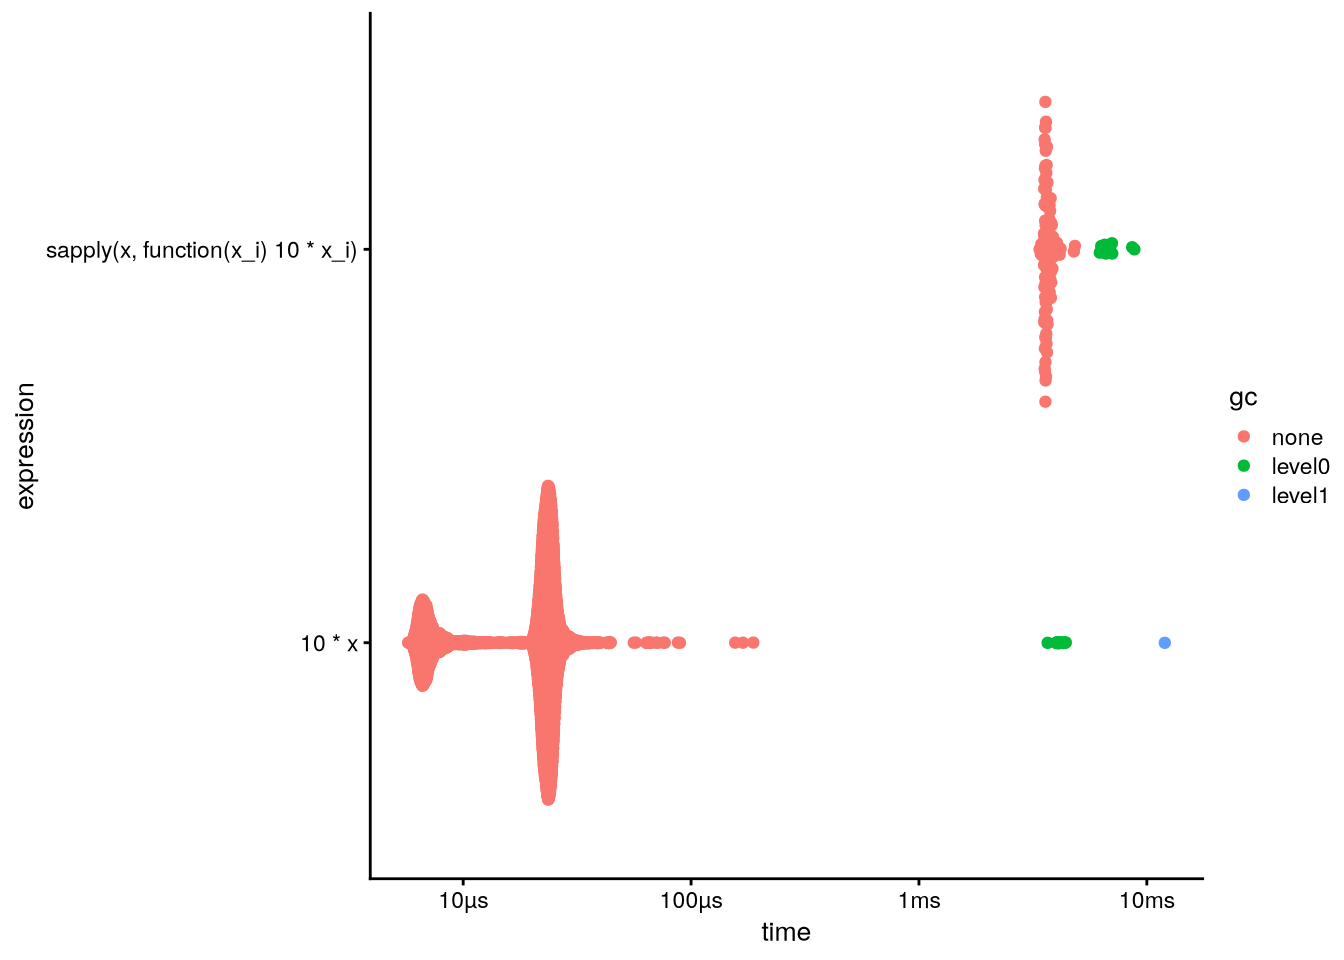 sapply(x, function(x_i) 10 * x_i)
10 * x
expression
10µs
100µs
1ms
10ms
time
gc
none
level0
level1